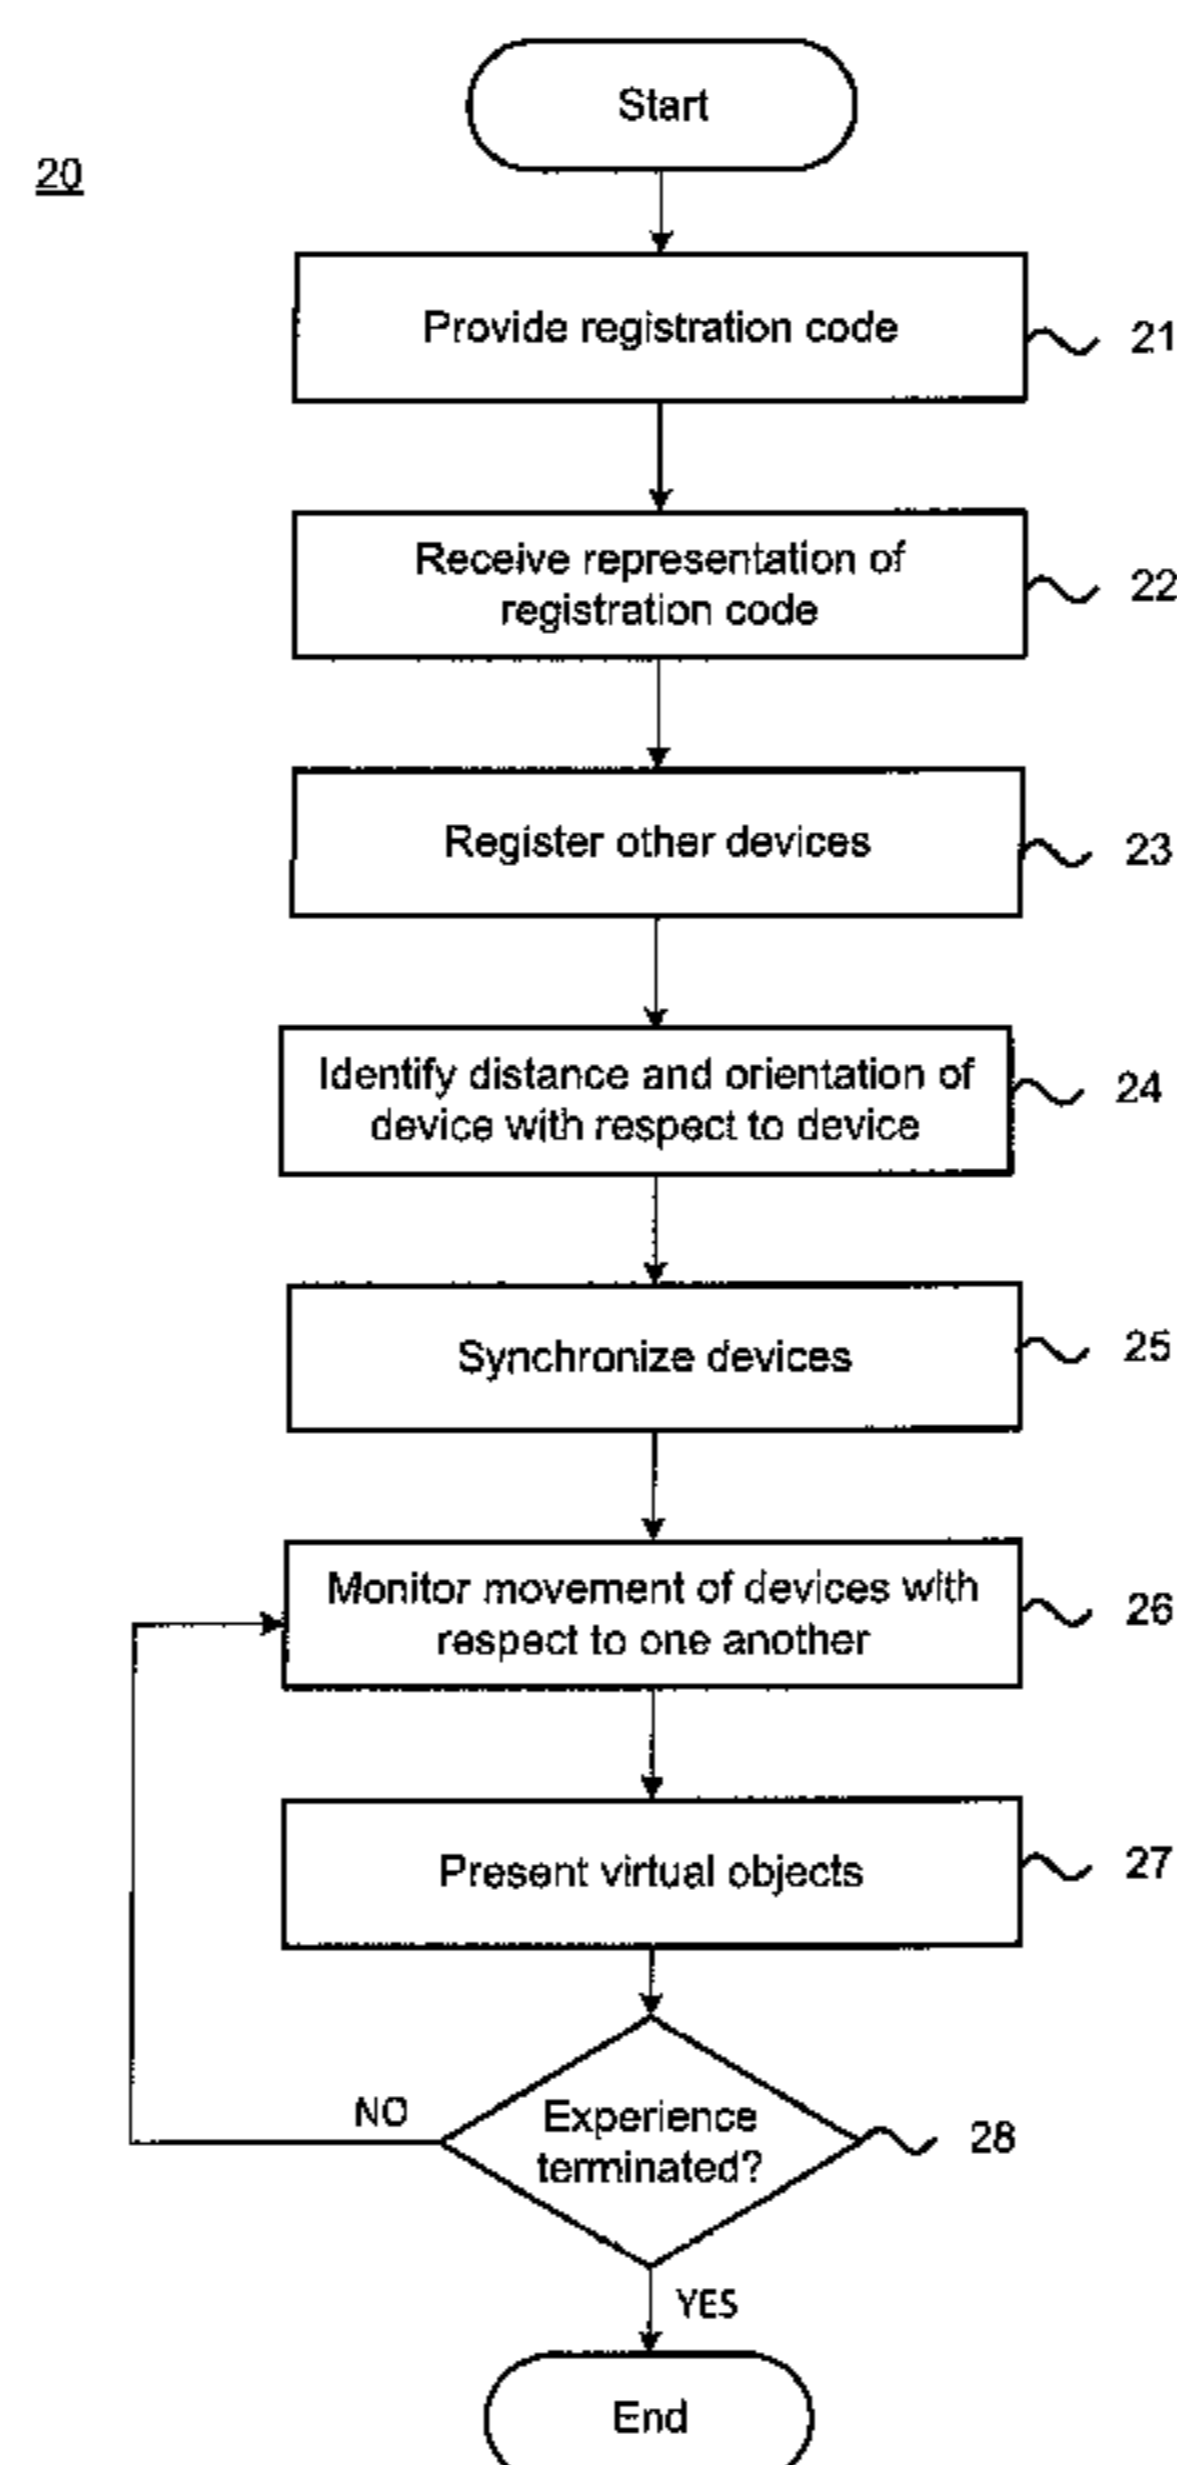 Start
20
Provide registration code
21
Receive representation of
registration code
22
Register other devices
23
Identify distance and orientation of
device with respect to device
24
Synchronize devices
25
Monitor movement of devices with
respect to one another
26
Present virtual objects
27
Experience
terminated?
28
NO
YES
End